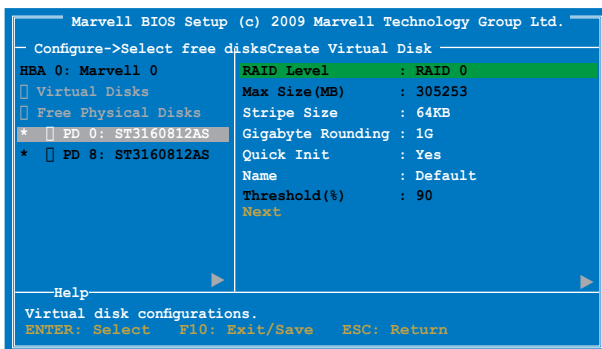 Marvell BIOS Setup (c) 2009 Marvell Technology Group Ltd.
Configure->Select free disksCreate Virtual Disk
HBA 0: Marvell 0
Virtual Disks
Free Physical Disks
* PD 0: ST3160812AS
* PD 8: ST3160812AS
RAID Level : RAID 0
Max Size(MB) : 305253
Stripe Size : 64KB
Gigabyte Rounding : 1G
Quick Init : Yes
Name : Default
Threshold(%) : 90
Next
Help
Virtual disk configurations.
ENTER: Select F10: Exit/Save ESC: Return